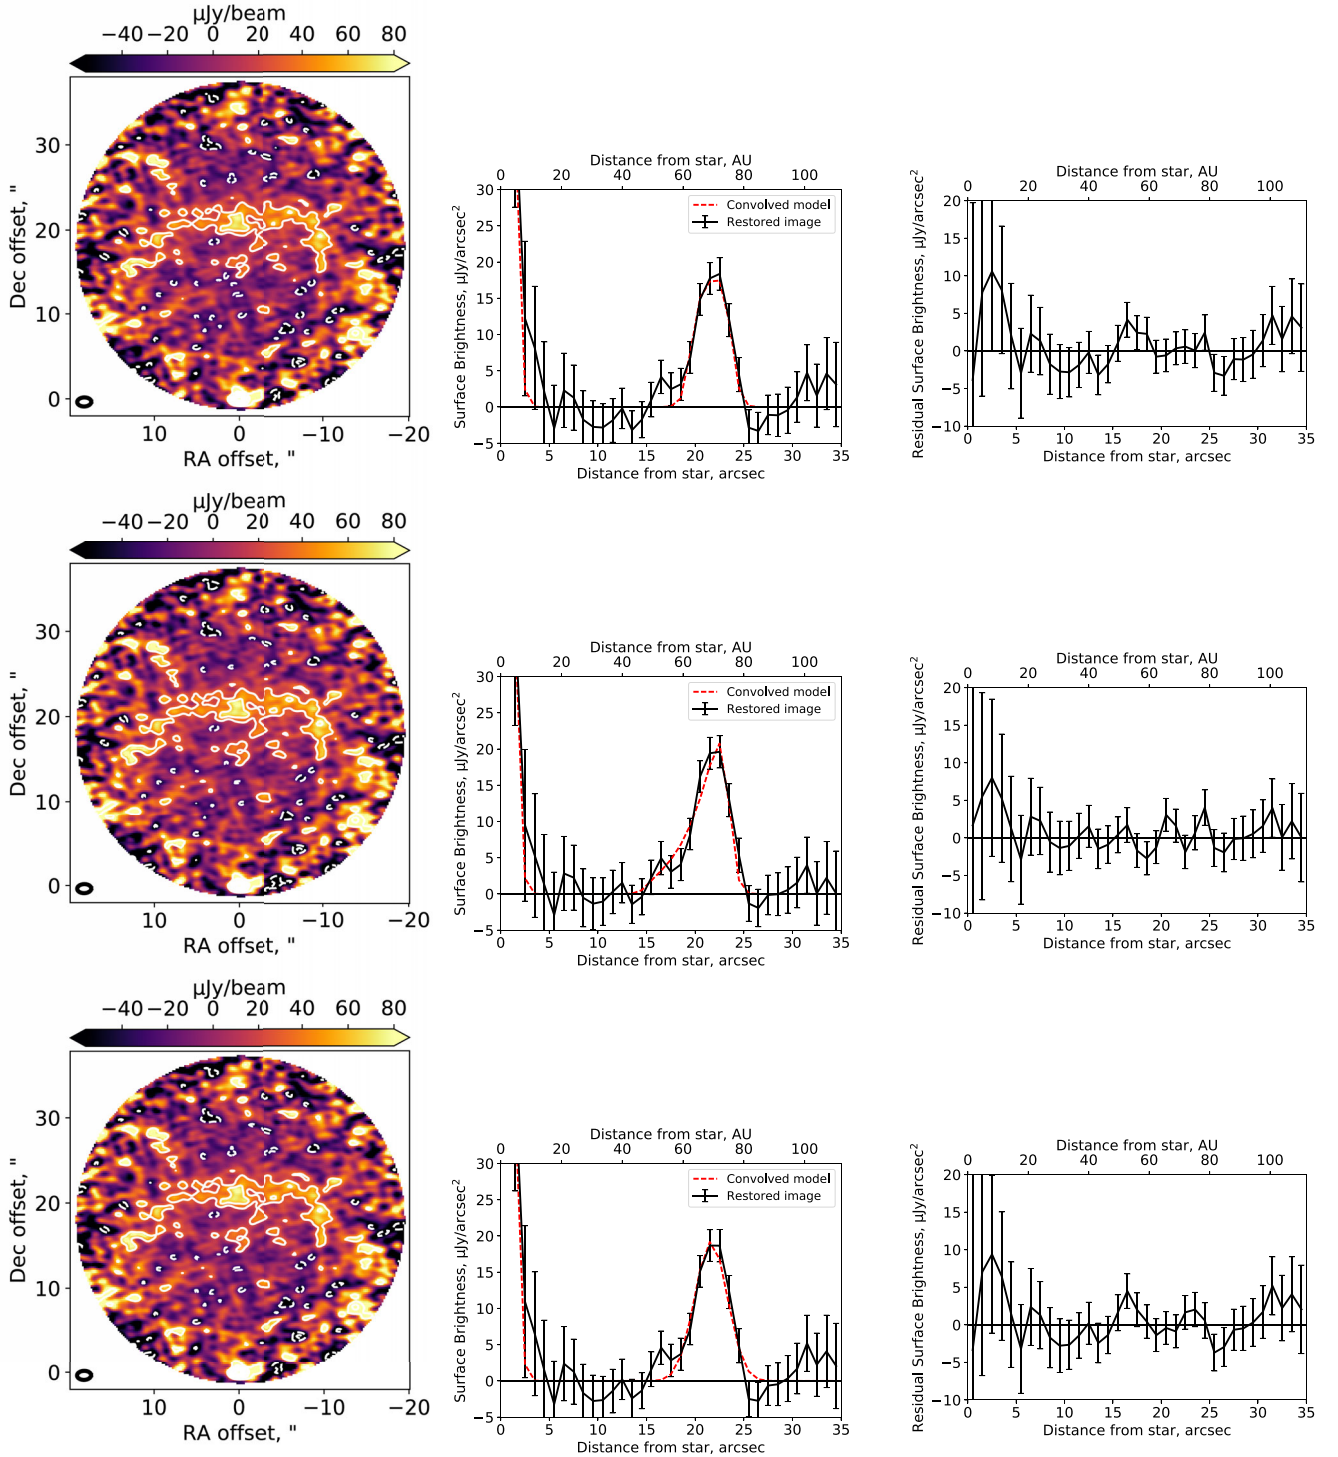 μJy/beam
−40 −20 0 20 40 60 80
Dec offset, "
30
20
10
0
10 0 −10 −20
RA offset, "
Distance from star, AU
0 20 40 60 80 100
Surface Brightness, μJy/arcsec²
30
25
20
15
10
5
0
−5
Convolved model
Restored image
0 5 10 15 20 25 30 35
Distance from star, arcsec
Distance from star, AU
0 20 40 60 80 100
Residual Surface Brightness, μJy/arcsec²
20
15
10
5
0
−5
−10
0 5 10 15 20 25 30 35
Distance from star, arcsec
μJy/beam
−40 −20 0 20 40 60 80
Dec offset, "
30
20
10
0
10 0 −10 −20
RA offset, "
Distance from star, AU
0 20 40 60 80 100
Surface Brightness, μJy/arcsec²
30
25
20
15
10
5
0
−5
Convolved model
Restored image
0 5 10 15 20 25 30 35
Distance from star, arcsec
Distance from star, AU
0 20 40 60 80 100
Residual Surface Brightness, μJy/arcsec²
20
15
10
5
0
−5
−10
0 5 10 15 20 25 30 35
Distance from star, arcsec
μJy/beam
−40 −20 0 20 40 60 80
Dec offset, "
30
20
10
0
10 0 −10 −20
RA offset, "
Distance from star, AU
0 20 40 60 80 100
Surface Brightness, μJy/arcsec²
30
25
20
15
10
5
0
−5
Convolved model
Restored image
0 5 10 15 20 25 30 35
Distance from star, arcsec
Distance from star, AU
0 20 40 60 80 100
Residual Surface Brightness, μJy/arcsec²
20
15
10
5
0
−5
−10
0 5 10 15 20 25 30 35
Distance from star, arcsec